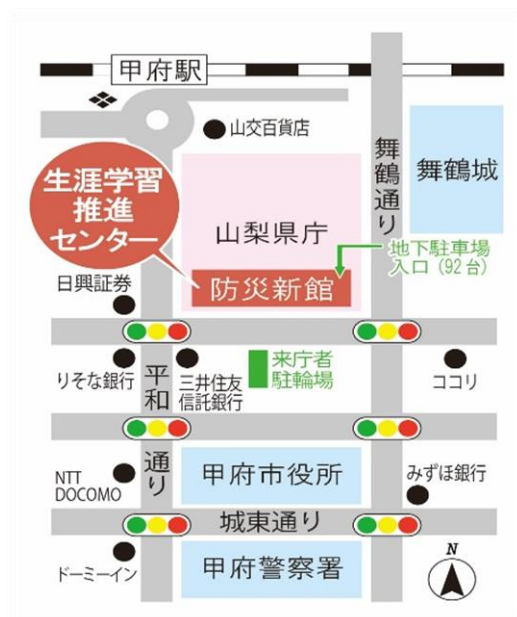 甲府駅
山交百貨店
舞鶴通り
舞鶴城
生涯学習
推進
センター
山梨県庁
地下駐車場
入口(92台)
防災新館
日興証券
りそな銀行
平和通り
三井住友
信託銀行
来庁者
駐輪場
ココリ
NTT
DOCOMO
甲府市役所
みずほ銀行
城東通り
ドーミーイン
甲府警察署
N